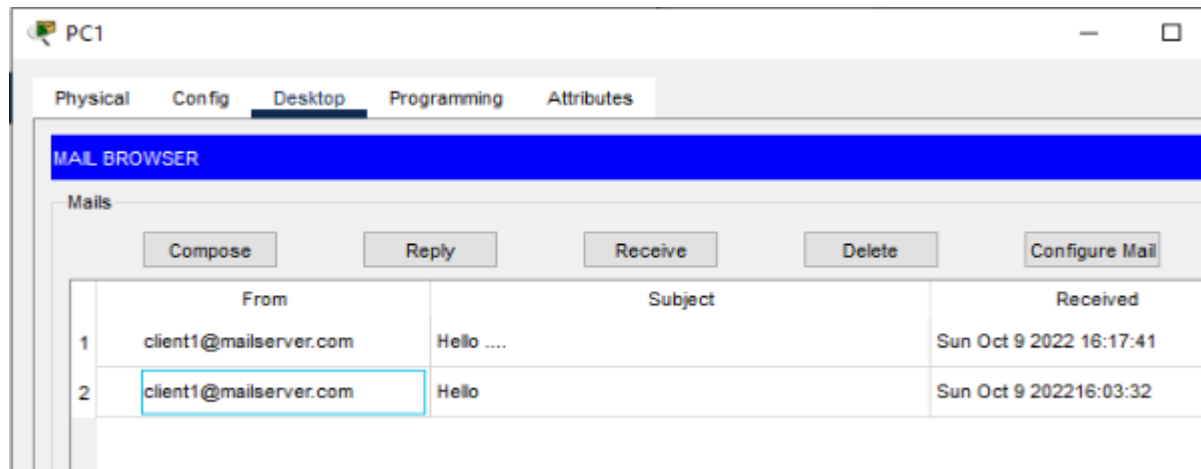 PC1
Physical Config Desktop Programming Attributes
MAIL BROWSER
Mails
Compose Reply Receive Delete Configure Mail
From Subject Received
1 client1@mailserver.com Hello .... Sun Oct 9 2022 16:17:41
2 client1@mailserver.com Hello Sun Oct 9 202216:03:32